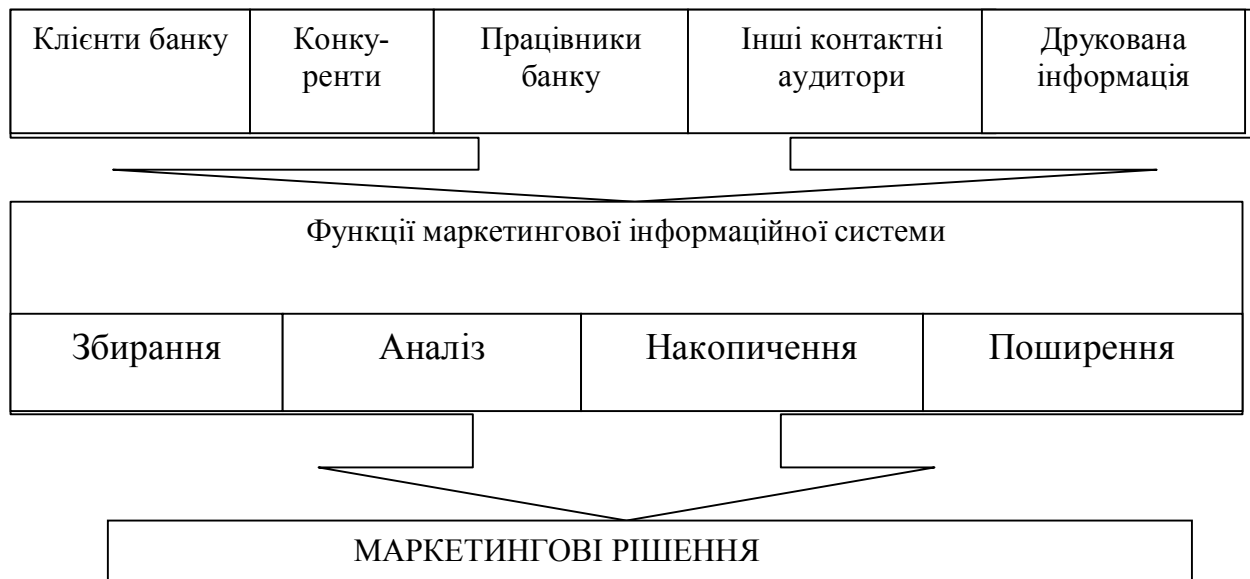 Клієнти банку
Конку-
ренти
Працівники
банку
Інші контактні
аудитори
Друкована
інформація
Функції маркетингової інформаційної системи
Збирання
Аналіз
Накопичення
Поширення
МАРКЕТИНГОВІ РІШЕННЯ